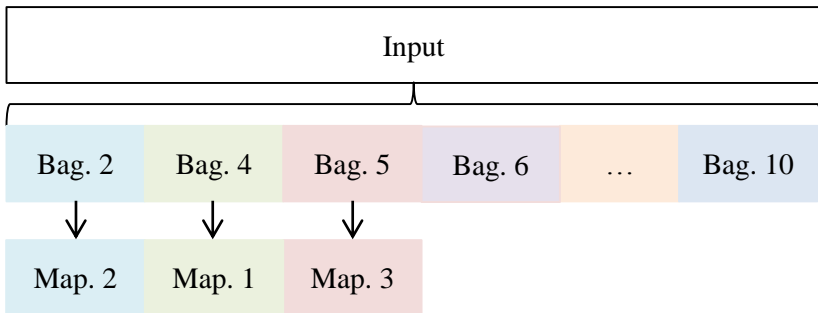 Input
Bag. 2 Bag. 4 Bag. 5 Bag. 6 … Bag. 10
Map. 2 Map. 1 Map. 3